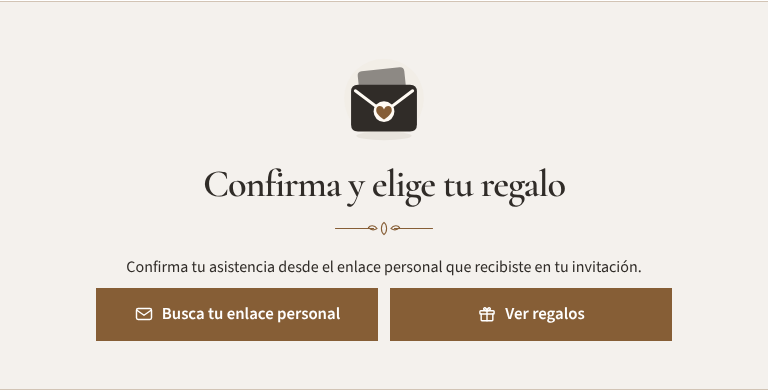 Confirma y elige tu regalo
Confirma tu asistencia desde el enlace personal que recibiste en tu invitación.
Busca tu enlace personal
Ver regalos